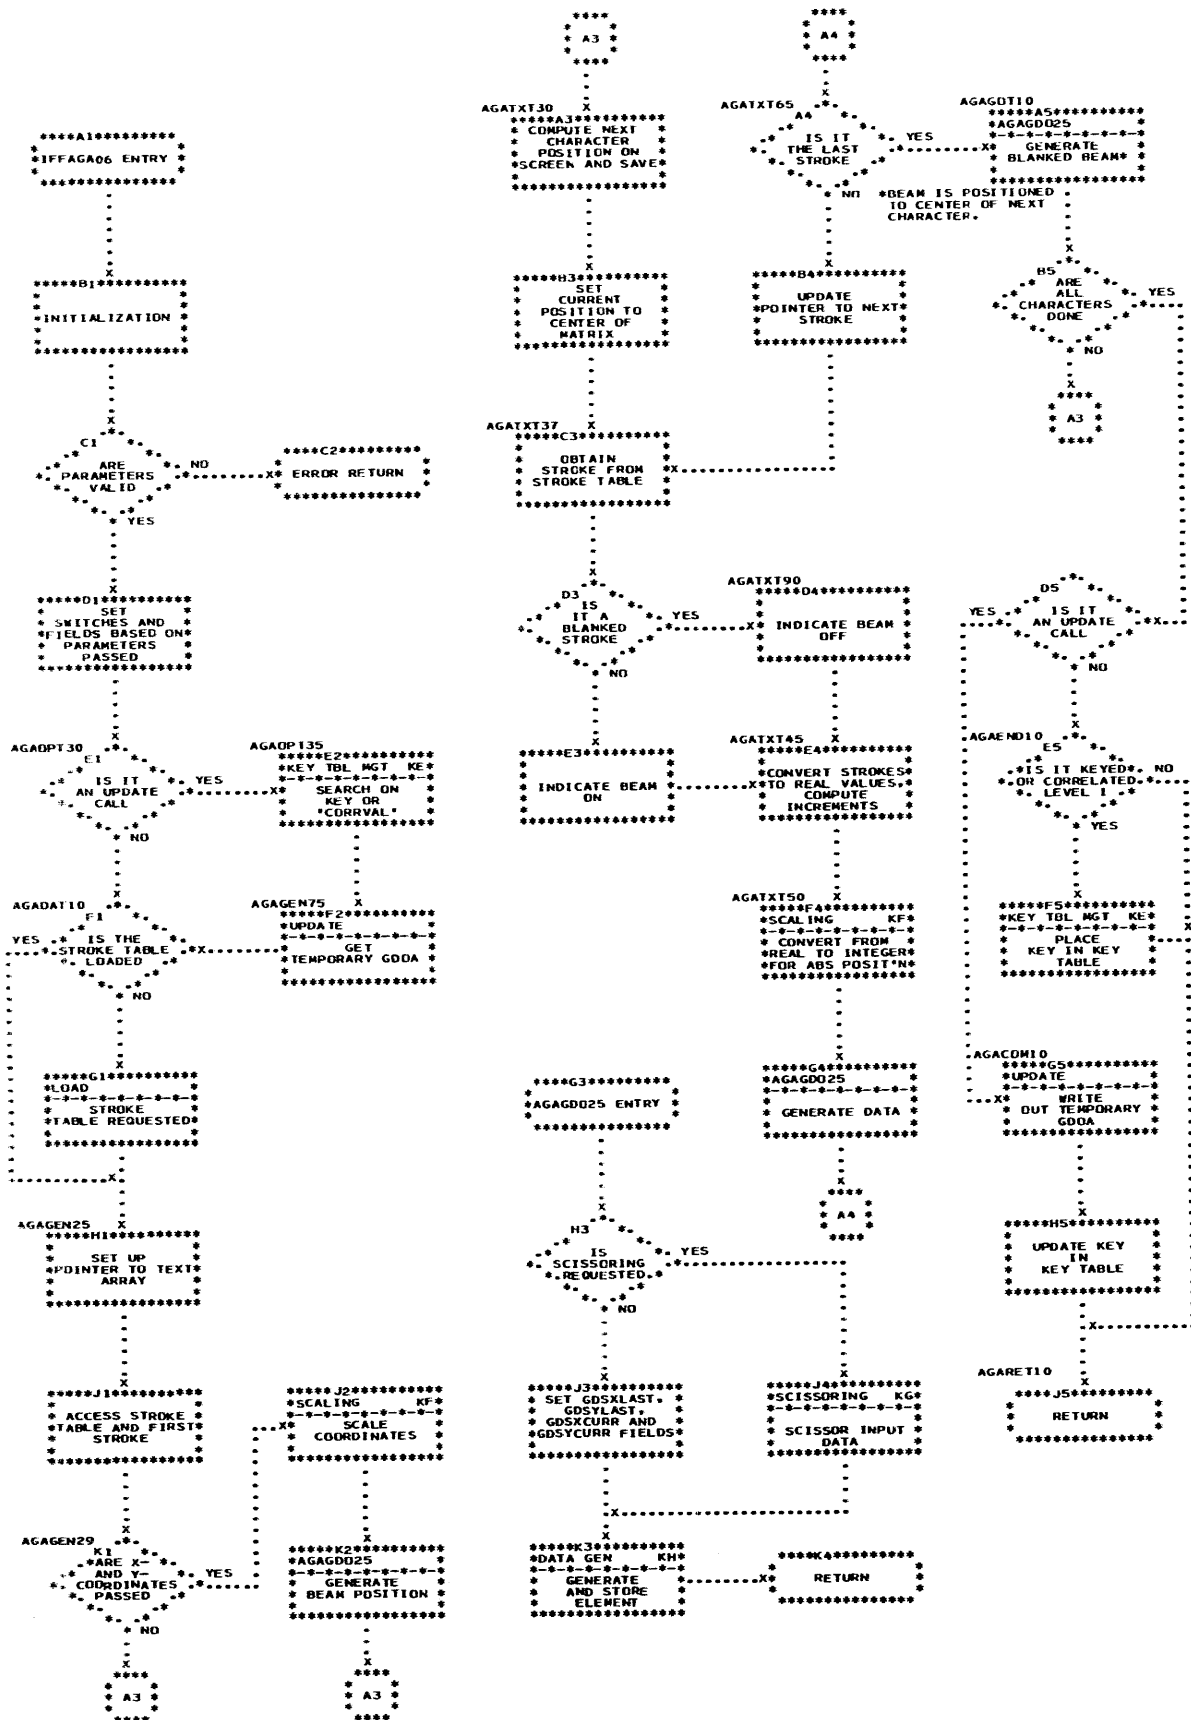 A1
IFFAGA06 ENTRY
B1
INITIALIZATION
C1
ARE
PARAMETERS
VALID
NO
YES
C2
ERROR RETURN
D1
SET
SWITCHES AND
FIELDS BASED ON
PARAMETERS
PASSED
AGAOPT30
E1
IS IT
AN UPDATE
CALL
YES
NO
AGAOPT35
E2
KEY TBL MGT KE
SEARCH ON
KEY OR
'CORRVAL'
AGADAT10
F1
IS THE
STROKE TABLE
LOADED
YES
NO
AGAGEN75
F2
UPDATE
GET
TEMPORARY GDOA
G1
LOAD
STROKE
TABLE REQUESTED
AGAGEN25
H1
SET UP
POINTER TO TEXT
ARRAY
J1
ACCESS STROKE
TABLE AND FIRST
STROKE
AGAGEN29
K1
ARE X-
AND Y-
COORDINATES
PASSED
YES
NO
A3
J2
SCALING KF
SCALE
COORDINATES
K2
AGAGDO25
GENERATE
BEAM POSITION
A3
A3
AGATXT30
A3
COMPUTE NEXT
CHARACTER
POSITION ON
SCREEN AND SAVE
B3
SET
CURRENT
POSITION TO
CENTER OF
MATRIX
AGATXT37
C3
OBTAIN
STROKE FROM
STROKE TABLE
D3
IS
IT A
BLANKED
STROKE
YES
NO
E3
INDICATE BEAM
ON
G3
AGAGDO25 ENTRY
H3
IS
SCISSORING
REQUESTED
YES
NO
J3
SET GDSXLAST,
GDSYLAST,
GDSXCURR AND
GDSYCURR FIELDS
K3
DATA GEN KH
GENERATE
AND STORE
ELEMENT
A4
AGATXT65
A4
IS IT
THE LAST
STROKE
YES
NO
B4
UPDATE
POINTER TO NEXT
STROKE
AGATXT90
D4
INDICATE BEAM
OFF
AGATXT45
E4
CONVERT STROKES
TO REAL VALUES,
COMPUTE
INCREMENTS
AGATXT50
F4
SCALING KF
CONVERT FROM
REAL TO INTEGER
FOR ABS POSIT'N
G4
AGAGDO25
GENERATE DATA
A4
J4
SCISSORING KG
SCISSOR INPUT
DATA
K4
RETURN
AGAGDT10
A5
AGAGDO25
GENERATE
BLANKED BEAM*
*BEAM IS POSITIONED
TO CENTER OF NEXT
CHARACTER.
B5
ARE
ALL
CHARACTERS
DONE
YES
NO
A3
D5
IS IT
AN UPDATE
CALL
YES
NO
AGAEND10
E5
IS IT KEYED
OR CORRELATED
LEVEL 1
NO
YES
F5
KEY TBL MGT KE
PLACE
KEY IN KEY
TABLE
AGACOM10
G5
UPDATE
WRITE
OUT TEMPORARY
GDOA
H5
UPDATE KEY
IN
KEY TABLE
AGARET10
J5
RETURN